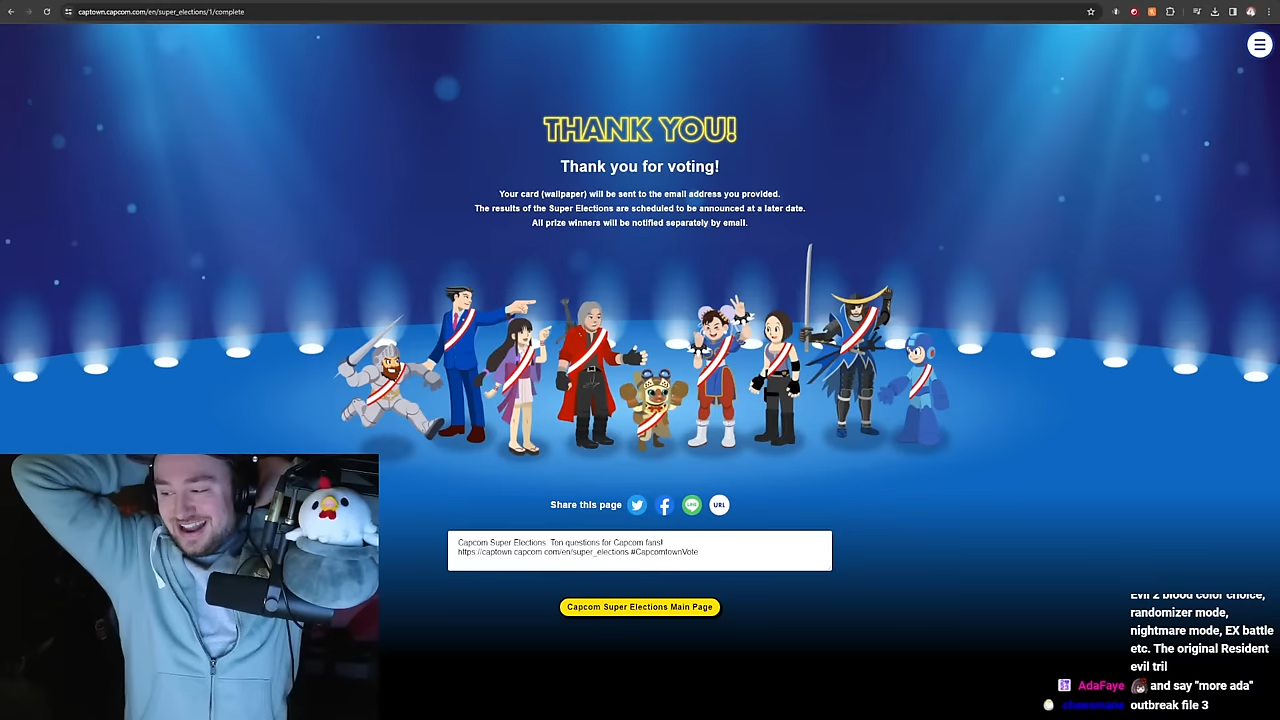 captown.capcom.com/en/super_elections/1/complete
THANK YOU!
Thank you for voting!
Your card (wallpaper) will be sent to the email address you provided.
The results of the Super Elections are scheduled to be announced at a later date.
All prize winners will be notified separately by email.
Share this page
LINE
URL
Capcom Super Elections Ten questions for Capcom fans!
https://captown.capcom.com/en/super_elections #CapcomtownVote
Capcom Super Elections Main Page
Evil 2 blood color choice,
randomizer mode,
nightmare mode, EX battle
etc. The original Resident
evil tril
AdaFaye and say "more ada"
outbreak file 3